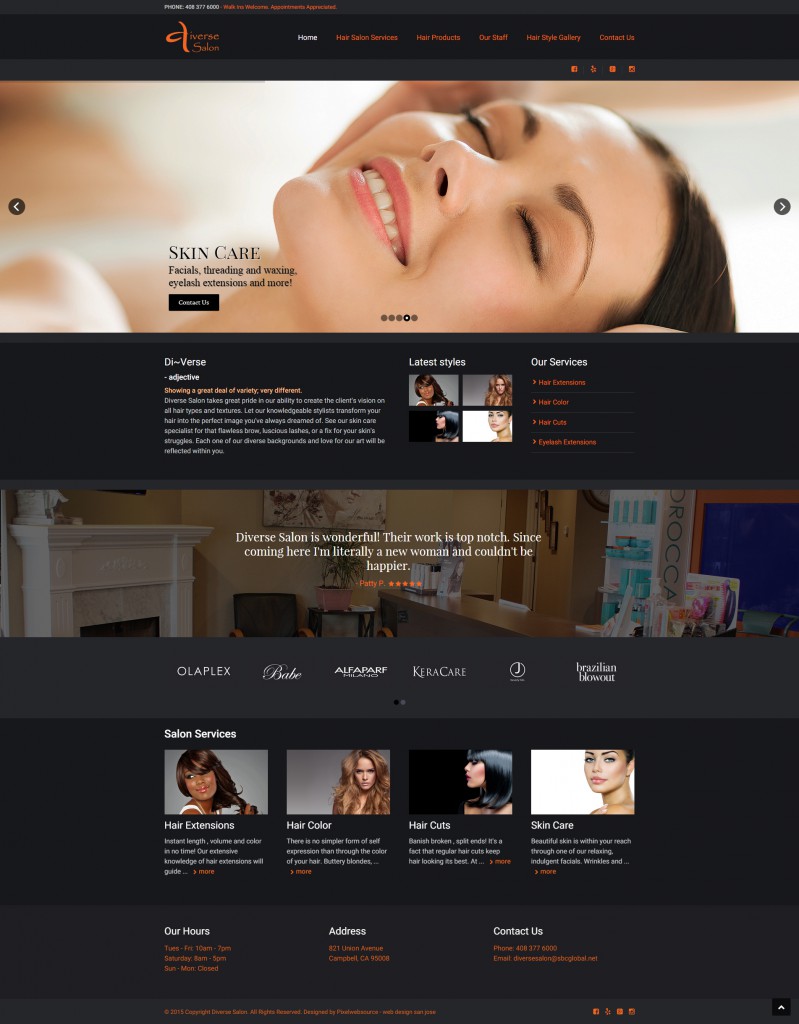 PHONE: 408 377 6000 - Walk Ins Welcome. Appointments Appreciated.
diverse
Salon
Home
Hair Salon Services
Hair Products
Our Staff
Hair Style Gallery
Contact Us
Skin Care
Facials, threading and waxing,
eyelash extensions and more!
Contact Us
Di~Verse
- adjective
Showing a great deal of variety; very different.
Diverse Salon takes great pride in our ability to create the client's vision on
all hair types and textures. Let our knowledgeable stylists transform your
hair into the perfect image you've always dreamed of. See our skin care
specialist for that flawless brow, luscious lashes, or a fix for your skin's
struggles. Each one of our diverse backgrounds and love for our art will be
reflected within you.
Latest styles
Our Services
Hair Extensions
Hair Color
Hair Cuts
Eyelash Extensions
Diverse Salon is wonderful! Their work is top notch. Since
coming here I'm literally a new woman and couldn't be
happier.
- Patty P. ★★★★★
OROCCA
OLAPLEX
Babe
ALFAPARF
MILANO
KeraCare
brazilian
blowout
Salon Services
Hair Extensions
Instant length , volume and color
in no time! Our extensive
knowledge of hair extensions will
guide ... more
Hair Color
There is no simpler form of self
expression than through the color
of your hair. Buttery blondes, ...
more
Hair Cuts
Banish broken , split ends! It's a
fact that regular hair cuts keep
hair looking its best. At ... more
Skin Care
Beautiful skin is within your reach
through one of our relaxing,
indulgent facials. Wrinkles and ...
more
Our Hours
Tues - Fri: 10am - 7pm
Saturday: 8am - 5pm
Sun - Mon: Closed
Address
821 Union Avenue
Campbell, CA 95008
Contact Us
Phone: 408 377 6000
Email: diversesalon@sbcglobal.net
© 2015 Copyright Diverse Salon. All Rights Reserved. Designed by Pixelwebsource - web design san jose